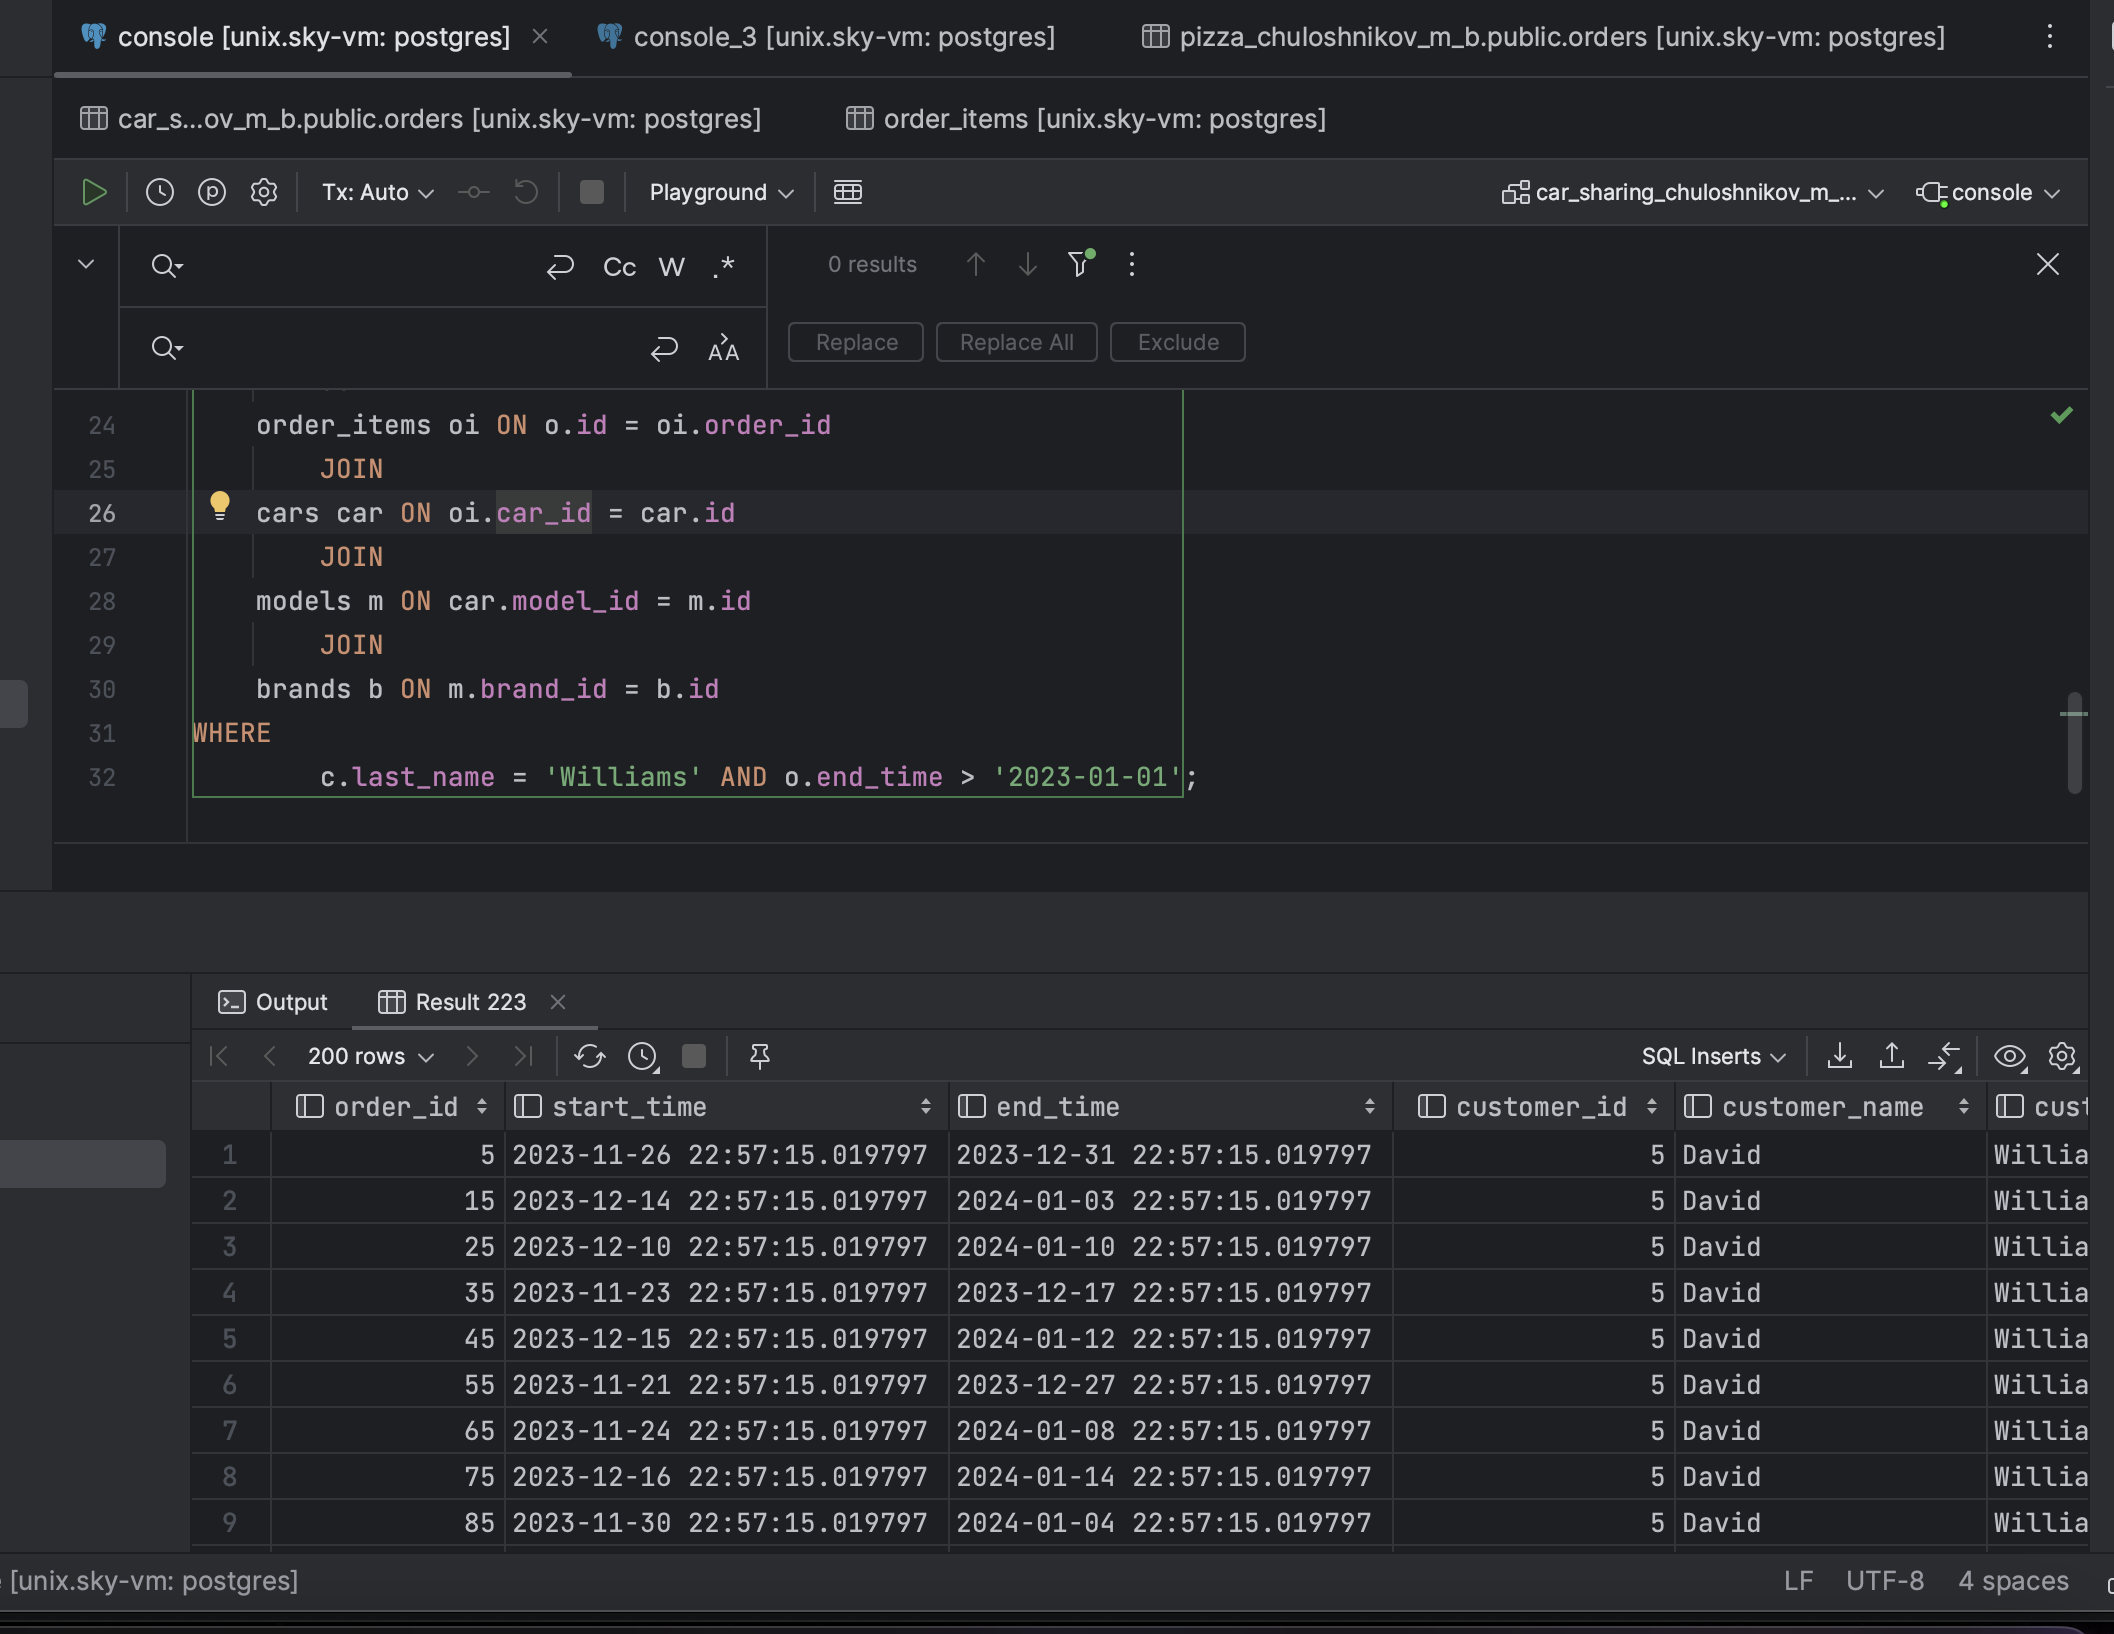 console [unix.sky-vm: postgres]
console_3 [unix.sky-vm: postgres]
pizza_chuloshnikov_m_b.public.orders [unix.sky-vm: postgres]
car_s...ov_m_b.public.orders [unix.sky-vm: postgres]
order_items [unix.sky-vm: postgres]
Tx: Auto
Playground
car_sharing_chuloshnikov_m_...
console
Cc W .*
0 results
Replace
Replace All
Exclude
24 order_items oi ON o.id = oi.order_id
25 JOIN
26 cars car ON oi.car_id = car.id
27 JOIN
28 models m ON car.model_id = m.id
29 JOIN
30 brands b ON m.brand_id = b.id
31 WHERE
32 c.last_name = 'Williams' AND o.end_time > '2023-01-01';
Output
Result 223
200 rows
SQL Inserts
order_id start_time end_time customer_id customer_name cust
1 5 2023-11-26 22:57:15.019797 2023-12-31 22:57:15.019797 5 David Willia
2 15 2023-12-14 22:57:15.019797 2024-01-03 22:57:15.019797 5 David Willia
3 25 2023-12-10 22:57:15.019797 2024-01-10 22:57:15.019797 5 David Willia
4 35 2023-11-23 22:57:15.019797 2023-12-17 22:57:15.019797 5 David Willia
5 45 2023-12-15 22:57:15.019797 2024-01-12 22:57:15.019797 5 David Willia
6 55 2023-11-21 22:57:15.019797 2023-12-27 22:57:15.019797 5 David Willia
7 65 2023-11-24 22:57:15.019797 2024-01-08 22:57:15.019797 5 David Willia
8 75 2023-12-16 22:57:15.019797 2024-01-14 22:57:15.019797 5 David Willia
9 85 2023-11-30 22:57:15.019797 2024-01-04 22:57:15.019797 5 David Willia
[unix.sky-vm: postgres]
LF UTF-8 4 spaces